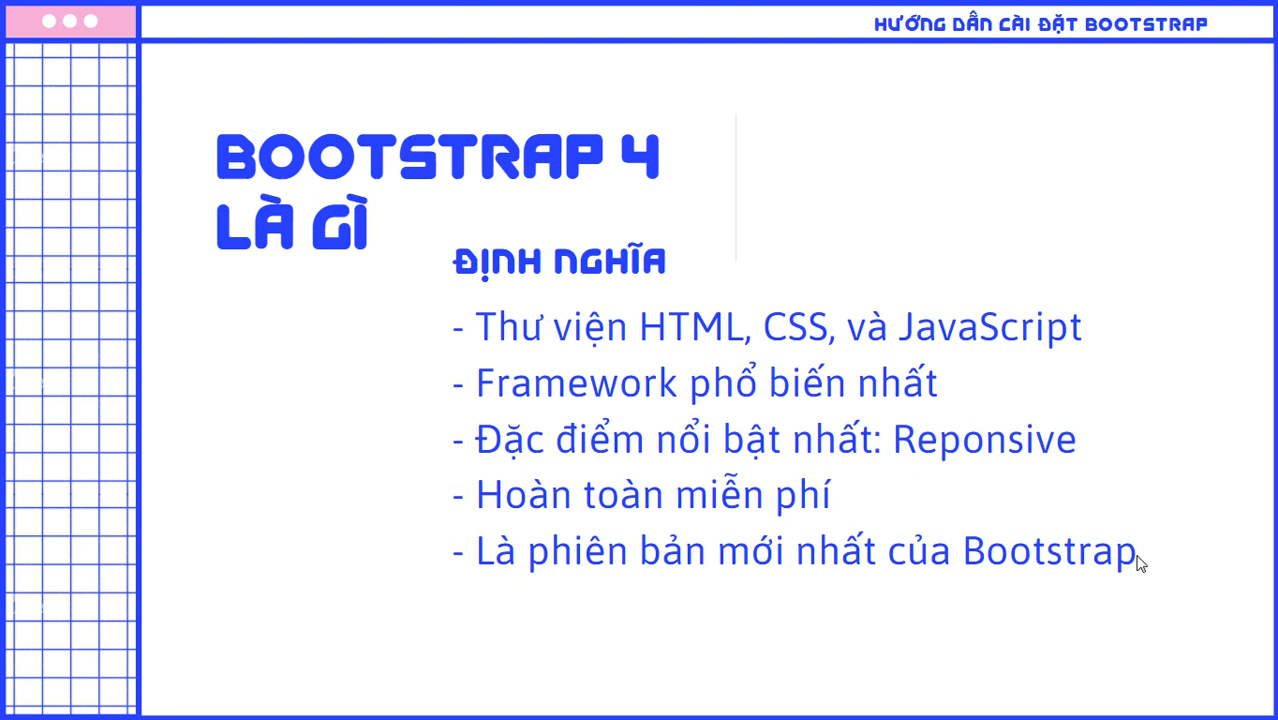 HƯỚNG DẪN CÀI ĐẶT BOOTSTRAP
BOOTSTRAP 4
LÀ GÌ
ĐỊNH NGHĨA
- Thư viện HTML, CSS, và JavaScript
- Framework phổ biến nhất
- Đặc điểm nổi bật nhất: Reponsive
- Hoàn toàn miễn phí
- Là phiên bản mới nhất của Bootstrap